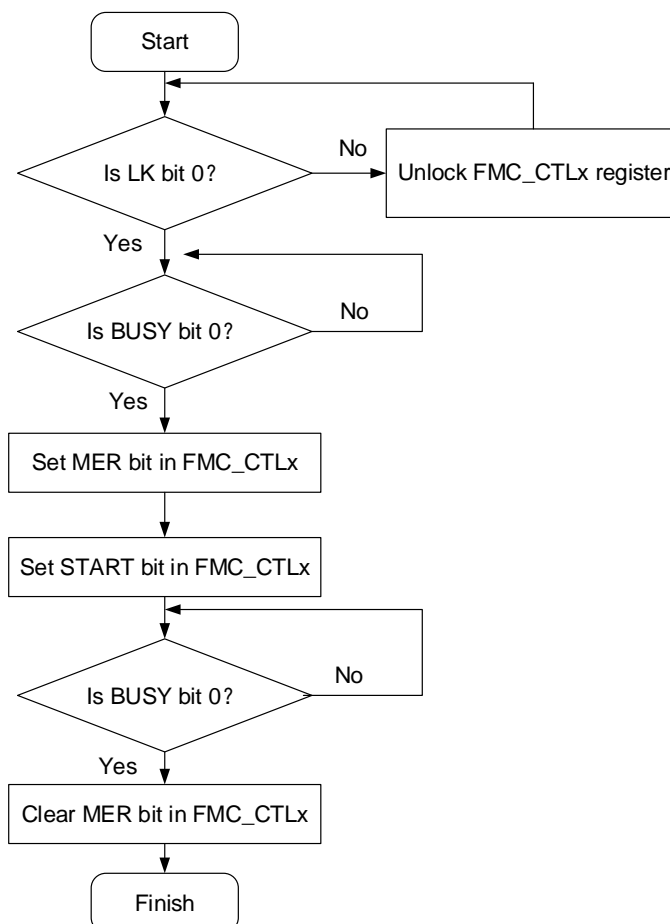 Start
Is LK bit 0?
No
Unlock FMC_CTLx register
Yes
Is BUSY bit 0?
No
Yes
Set MER bit in FMC_CTLx
Set START bit in FMC_CTLx
Is BUSY bit 0?
No
Yes
Clear MER bit in FMC_CTLx
Finish